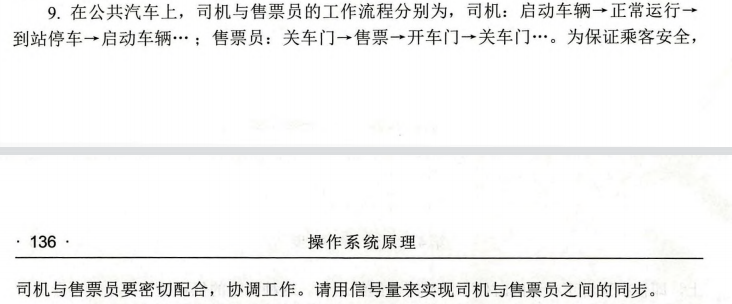 9. 在公共汽车上，司机与售票员的工作流程分别为，司机：启动车辆→正常运行→
到站停车→启动车辆…；售票员：关车门→售票→开车门→关车门…。为保证乘客安全，
· 136 ·
操作系统原理
司机与售票员要密切配合，协调工作。请用信号量来实现司机与售票员之间的同步。